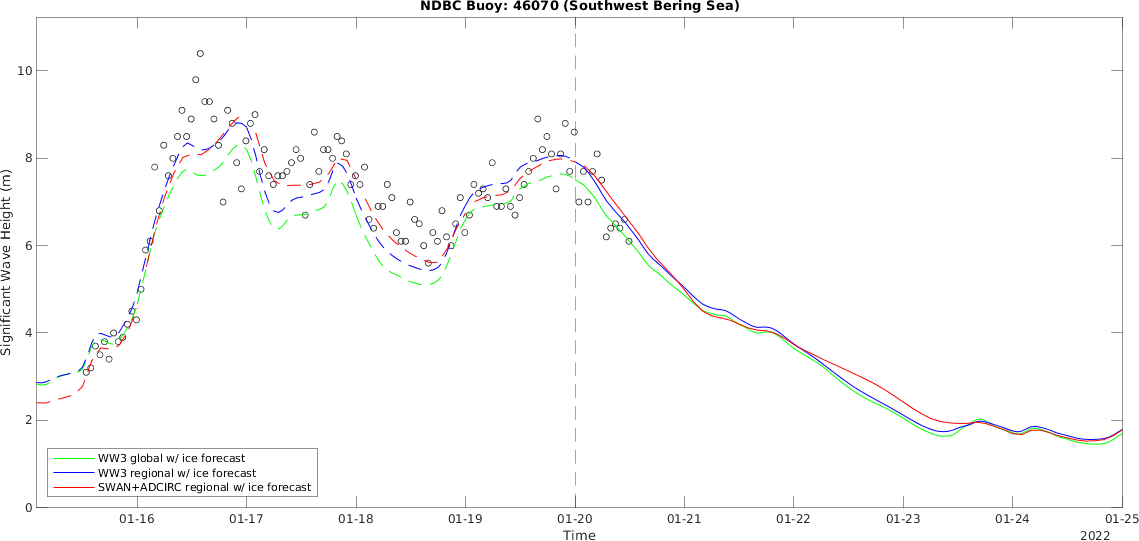 NDBC Buoy: 46070 (Southwest Bering Sea)
10
8
6
4
2
0
Significant Wave Height (m)
WW3 global w/ ice forecast
WW3 regional w/ ice forecast
SWAN+ADCIRC regional w/ ice forecast
01-16 01-17 01-18 01-19 01-20 01-21 01-22 01-23 01-24 01-25
Time
2022